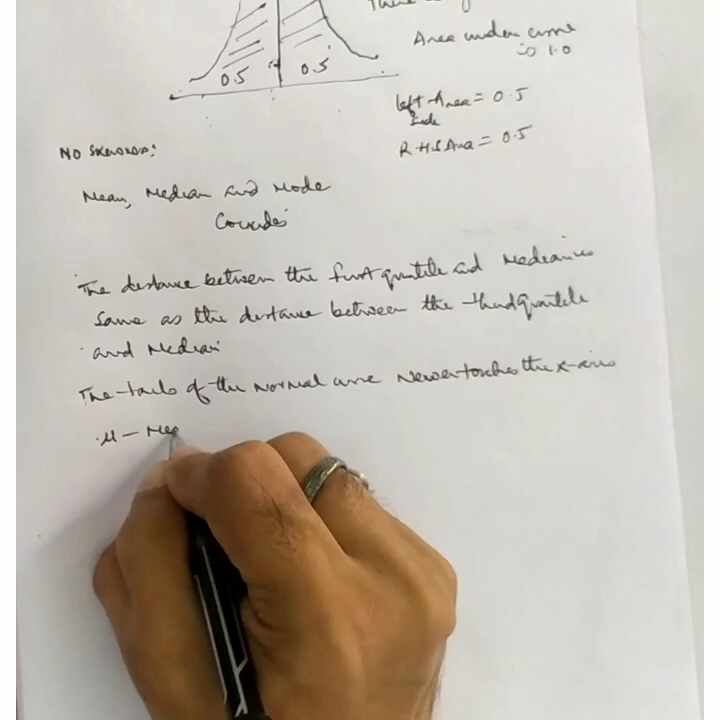 Area under curve
is 1.0
0.5 0.5
left Area = 0.5
Side
R.H.S Area = 0.5
NO SKEWNESS:
Mean, Median and Mode
Coincides
The distance between the first quartile and Median is
same as the distance between the third quartile
and Median
The tails of the Normal curve Never touches the x-axis
μ - Mea